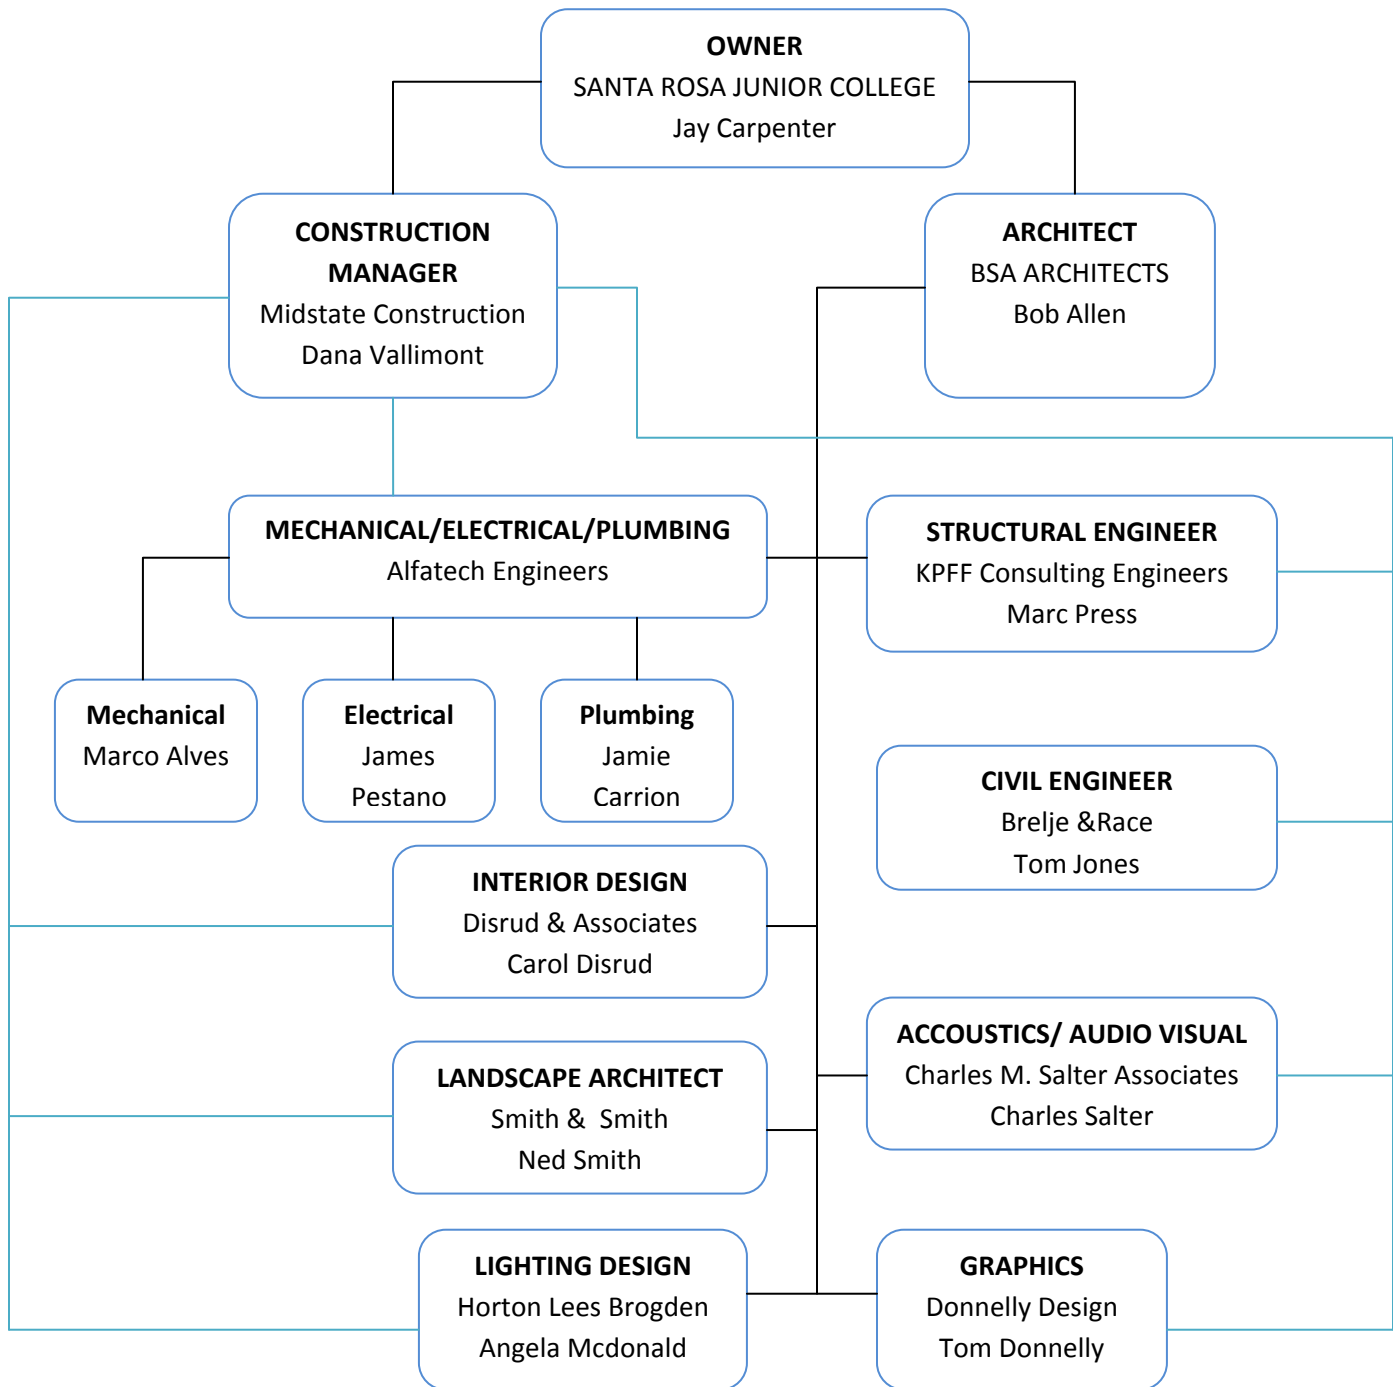 OWNER
SANTA ROSA JUNIOR COLLEGE
Jay Carpenter
CONSTRUCTION
MANAGER
Midstate Construction
Dana Vallimont
ARCHITECT
BSA ARCHITECTS
Bob Allen
MECHANICAL/ELECTRICAL/PLUMBING
Alfatech Engineers
STRUCTURAL ENGINEER
KPFF Consulting Engineers
Marc Press
Mechanical
Marco Alves
Electrical
James
Pestano
Plumbing
Jamie
Carrion
CIVIL ENGINEER
Brelje &Race
Tom Jones
INTERIOR DESIGN
Disrud & Associates
Carol Disrud
ACCOUSTICS/ AUDIO VISUAL
Charles M. Salter Associates
Charles Salter
LANDSCAPE ARCHITECT
Smith &  Smith
Ned Smith
LIGHTING DESIGN
Horton Lees Brogden
Angela Mcdonald
GRAPHICS
Donnelly Design
Tom Donnelly